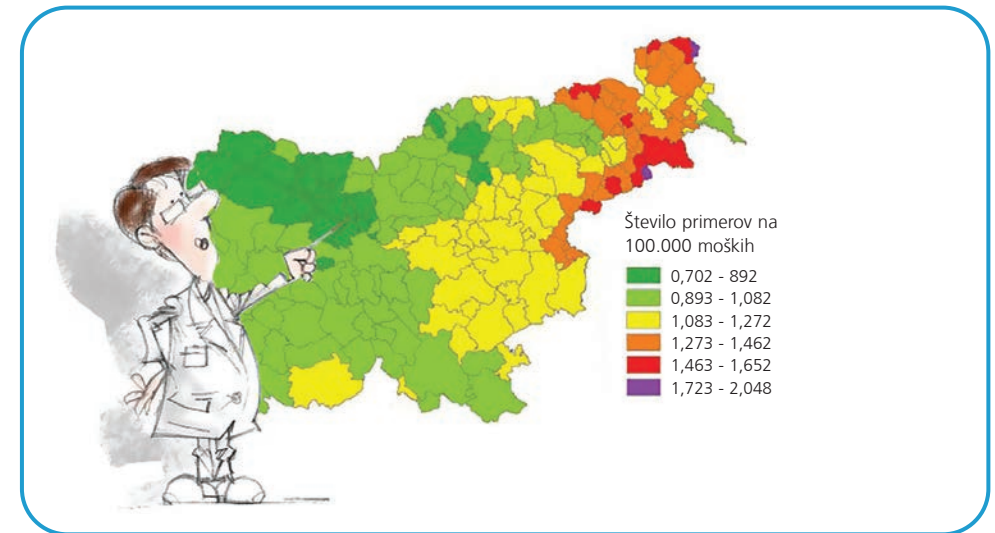 Število primerov na
100.000 moških
0,702 - 892
0,893 - 1,082
1,083 - 1,272
1,273 - 1,462
1,463 - 1,652
1,723 - 2,048